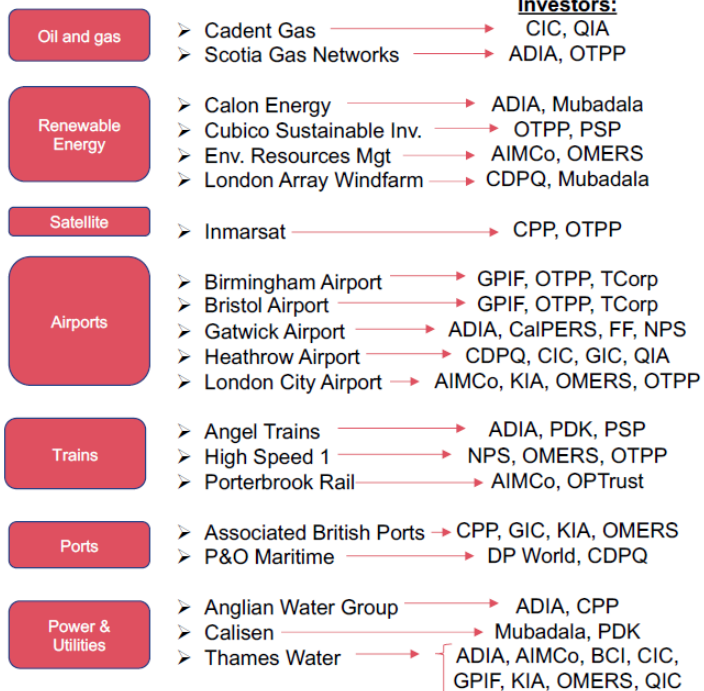 Investors:
Oil and gas
➤ Cadent Gas → CIC, QIA
➤ Scotia Gas Networks → ADIA, OTPP
Renewable
Energy
➤ Calon Energy → ADIA, Mubadala
➤ Cubico Sustainable Inv. → OTPP, PSP
➤ Env. Resources Mgt → AIMCo, OMERS
➤ London Array Windfarm → CDPQ, Mubadala
Satellite
➤ Inmarsat → CPP, OTPP
Airports
➤ Birmingham Airport → GPIF, OTPP, TCorp
➤ Bristol Airport → GPIF, OTPP, TCorp
➤ Gatwick Airport → ADIA, CalPERS, FF, NPS
➤ Heathrow Airport → CDPQ, CIC, GIC, QIA
➤ London City Airport → AIMCo, KIA, OMERS, OTPP
Trains
➤ Angel Trains → ADIA, PDK, PSP
➤ High Speed 1 → NPS, OMERS, OTPP
➤ Porterbrook Rail → AIMCo, OPTrust
Ports
➤ Associated British Ports → CPP, GIC, KIA, OMERS
➤ P&O Maritime → DP World, CDPQ
Power &
Utilities
➤ Anglian Water Group → ADIA, CPP
➤ Calisen → Mubadala, PDK
➤ Thames Water → ADIA, AIMCo, BCI, CIC,
GPIF, KIA, OMERS, QIC